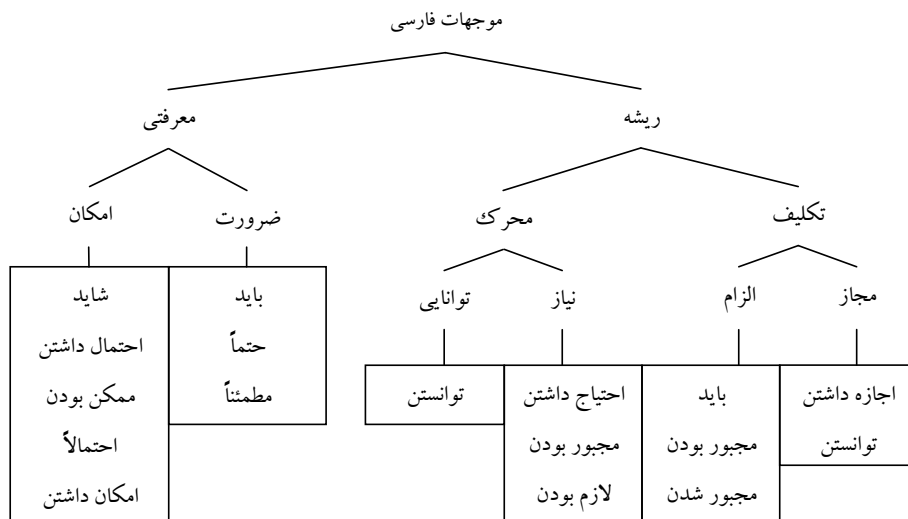 موجهات فارسی
ریشه
معرفتی
تکلیف
محرك
ضرورت
امکان
مجاز
الزام
نیاز
توانایی
باید
حتماً
مطمئناً
شاید
احتمال داشتن
ممکن بودن
احتمالاً
امکان داشتن
اجازه داشتن
توانستن
باید
مجبور بودن
مجبور شدن
احتیاج داشتن
مجبور بودن
لازم بودن
توانستن